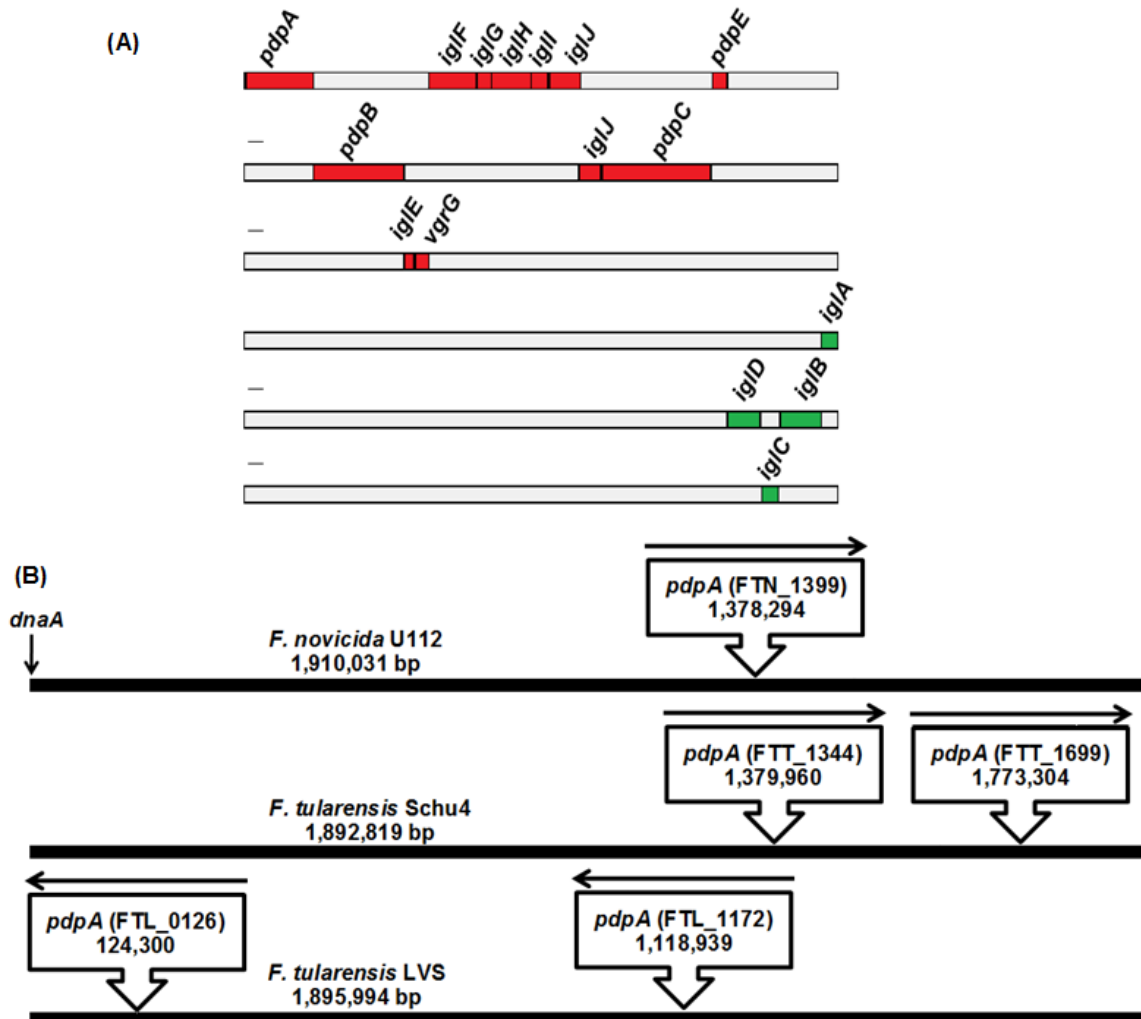 (A)
pdpA iglF iglG iglH iglI iglJ pdpE
pdpB iglJ pdpC
iglE vgrG
iglA
iglD iglB
iglC
(B)
dnaA
F. novicida U112
1,910,031 bp
pdpA (FTN_1399)
1,378,294
F. tularensis Schu4
1,892,819 bp
pdpA (FTT_1344)
1,379,960
pdpA (FTT_1699)
1,773,304
pdpA (FTL_0126)
124,300
pdpA (FTL_1172)
1,118,939
F. tularensis LVS
1,895,994 bp